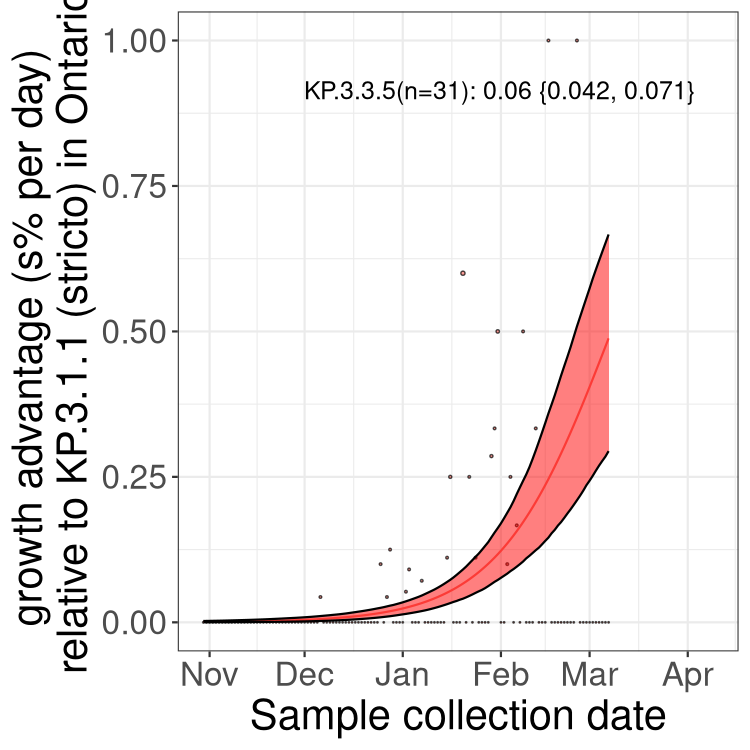 growth advantage (s% per day)
relative to KP.3.1.1 (stricto) in Ontario
1.00
0.75
0.50
0.25
0.00
KP.3.3.5(n=31): 0.06 {0.042, 0.071}
Nov Dec Jan Feb Mar Apr
Sample collection date